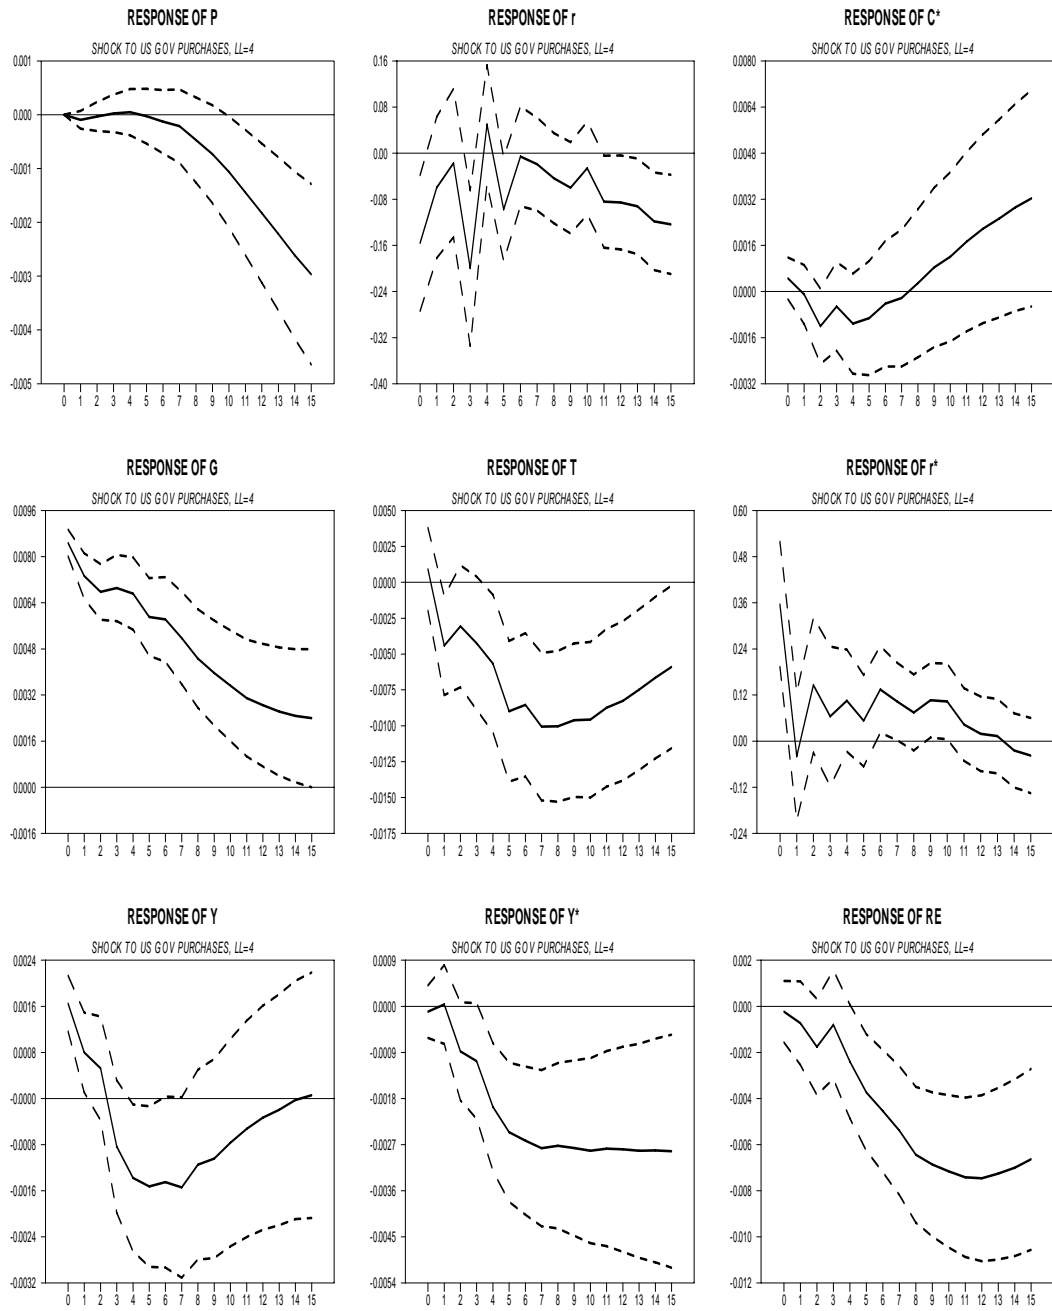 RESPONSE OF P
SHOCK TO US GOV PURCHASES, LL=4
0.001
0.000
-0.001
-0.002
-0.003
-0.004
-0.005
0 1 2 3 4 5 6 7 8 9 10 11 12 13 14 15
RESPONSE OF r
SHOCK TO US GOV PURCHASES, LL=4
0.16
0.08
0.00
-0.08
-0.16
-0.24
-0.32
-0.40
0 1 2 3 4 5 6 7 8 9 10 11 12 13 14 15
RESPONSE OF C*
SHOCK TO US GOV PURCHASES, LL=4
0.0080
0.0064
0.0048
0.0032
0.0016
0.0000
-0.0016
-0.0032
0 1 2 3 4 5 6 7 8 9 10 11 12 13 14 15
RESPONSE OF G
SHOCK TO US GOV PURCHASES, LL=4
0.0096
0.0080
0.0064
0.0048
0.0032
0.0016
0.0000
-0.0016
0 1 2 3 4 5 6 7 8 9 10 11 12 13 14 15
RESPONSE OF T
SHOCK TO US GOV PURCHASES, LL=4
0.0050
0.0025
0.0000
-0.0025
-0.0050
-0.0075
-0.0100
-0.0125
-0.0150
-0.0175
0 1 2 3 4 5 6 7 8 9 10 11 12 13 14 15
RESPONSE OF r*
SHOCK TO US GOV PURCHASES, LL=4
0.60
0.48
0.36
0.24
0.12
0.00
-0.12
-0.24
0 1 2 3 4 5 6 7 8 9 10 11 12 13 14 15
RESPONSE OF Y
SHOCK TO US GOV PURCHASES, LL=4
0.0024
0.0016
0.0008
-0.0000
-0.0008
-0.0016
-0.0024
-0.0032
0 1 2 3 4 5 6 7 8 9 10 11 12 13 14 15
RESPONSE OF Y*
SHOCK TO US GOV PURCHASES, LL=4
0.0009
0.0000
-0.0009
-0.0018
-0.0027
-0.0036
-0.0045
-0.0054
0 1 2 3 4 5 6 7 8 9 10 11 12 13 14 15
RESPONSE OF RE
SHOCK TO US GOV PURCHASES, LL=4
0.002
0.000
-0.002
-0.004
-0.006
-0.008
-0.010
-0.012
0 1 2 3 4 5 6 7 8 9 10 11 12 13 14 15